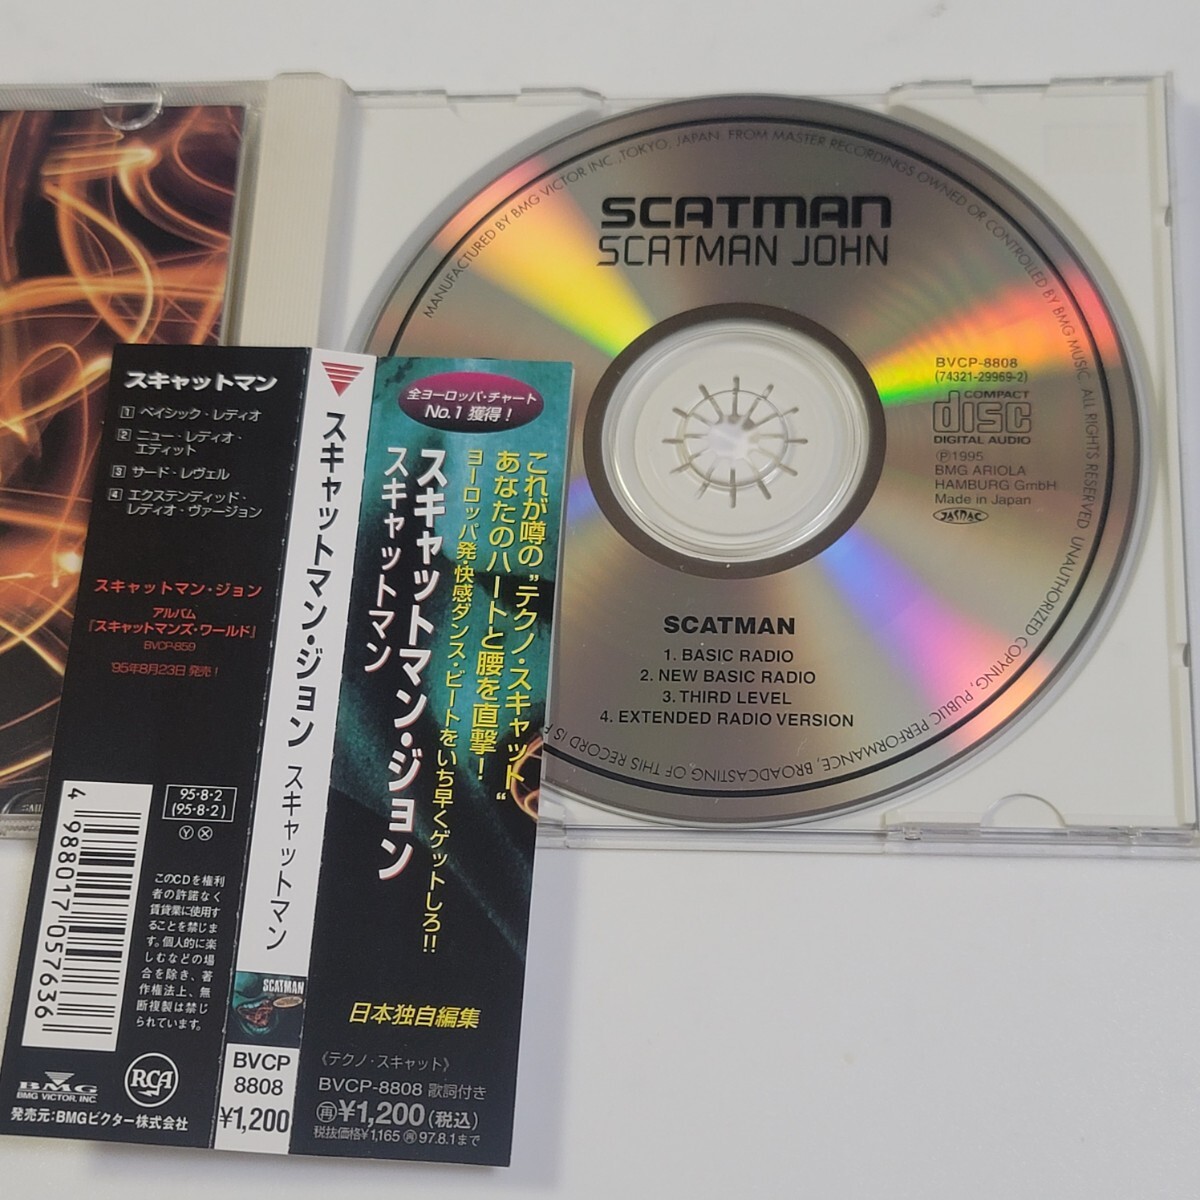 スキャットマン
1 ベイシック・レディオ
2 ニュー・レディオ・
エディット
3 サード・レヴェル
4 エクステンディッド・
レディオ・ヴァージョン
スキャットマン・ジョン
アルバム
「スキャットマンズ・ワールド」
BVCP-859
'95年8月23日発売!
4 988017 057636
95・8・2
(95・8・2)
Ⓨ Ⓧ
このCDを権利
者の許諾なく
賃貸業に使用す
ることを禁じま
す。個人的に楽
しむなどの場
合を除き、著
作権法上、無
断複製は禁じ
られています。
BMG
BMG VICTOR, INC.
RCA
発売元:BMGビクター株式会社
スキャットマン・ジョン スキャットマン
SCATMAN
BVCP
8808
¥1,200
全ヨーロッパ・チャート
No.1 獲得!
これが噂の"テクノ・スキャット"
あなたのハートと腰を直撃!
ヨーロッパ発・快感ダンス・ビートをいち早くゲットしろ!!
スキャットマン・ジョン
スキャットマン
日本独自編集
《テクノ・スキャット》
BVCP-8808 歌詞付き
再¥1,200(税込)
税抜価格¥1,165 再 97.8.1まで
MANUFACTURED BY BMG VICTOR INC., TOKYO, JAPAN. FROM MASTER RECORDINGS OWNED OR CONTROLLED BY BMG MUSIC. ALL RIGHTS RESERVED. UNAUTHORIZED COPYING, PUBLIC PERFORMANCE, BROADCASTING OF THIS RECORD IS
SCATMAN
SCATMAN JOHN
BVCP-8808
(74321-29969-2)
COMPACT
disc
DIGITAL AUDIO
Ⓟ1995
BMG ARIOLA
HAMBURG GmbH
Made in Japan
JASRAC
SCATMAN
1. BASIC RADIO
2. NEW BASIC RADIO
3. THIRD LEVEL
4. EXTENDED RADIO VERSION